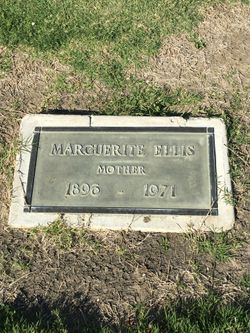 MARGUERITE ELLIS
MOTHER
1896 - 1971